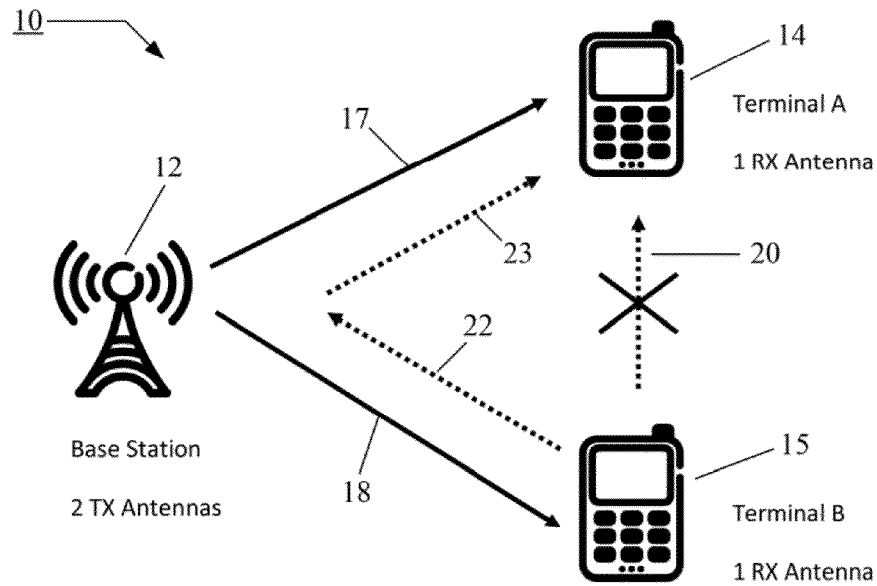 10
14
17
Terminal A
12
1 RX Antenna
23
20
22
Base Station
18
15
2 TX Antennas
Terminal B
1 RX Antenna